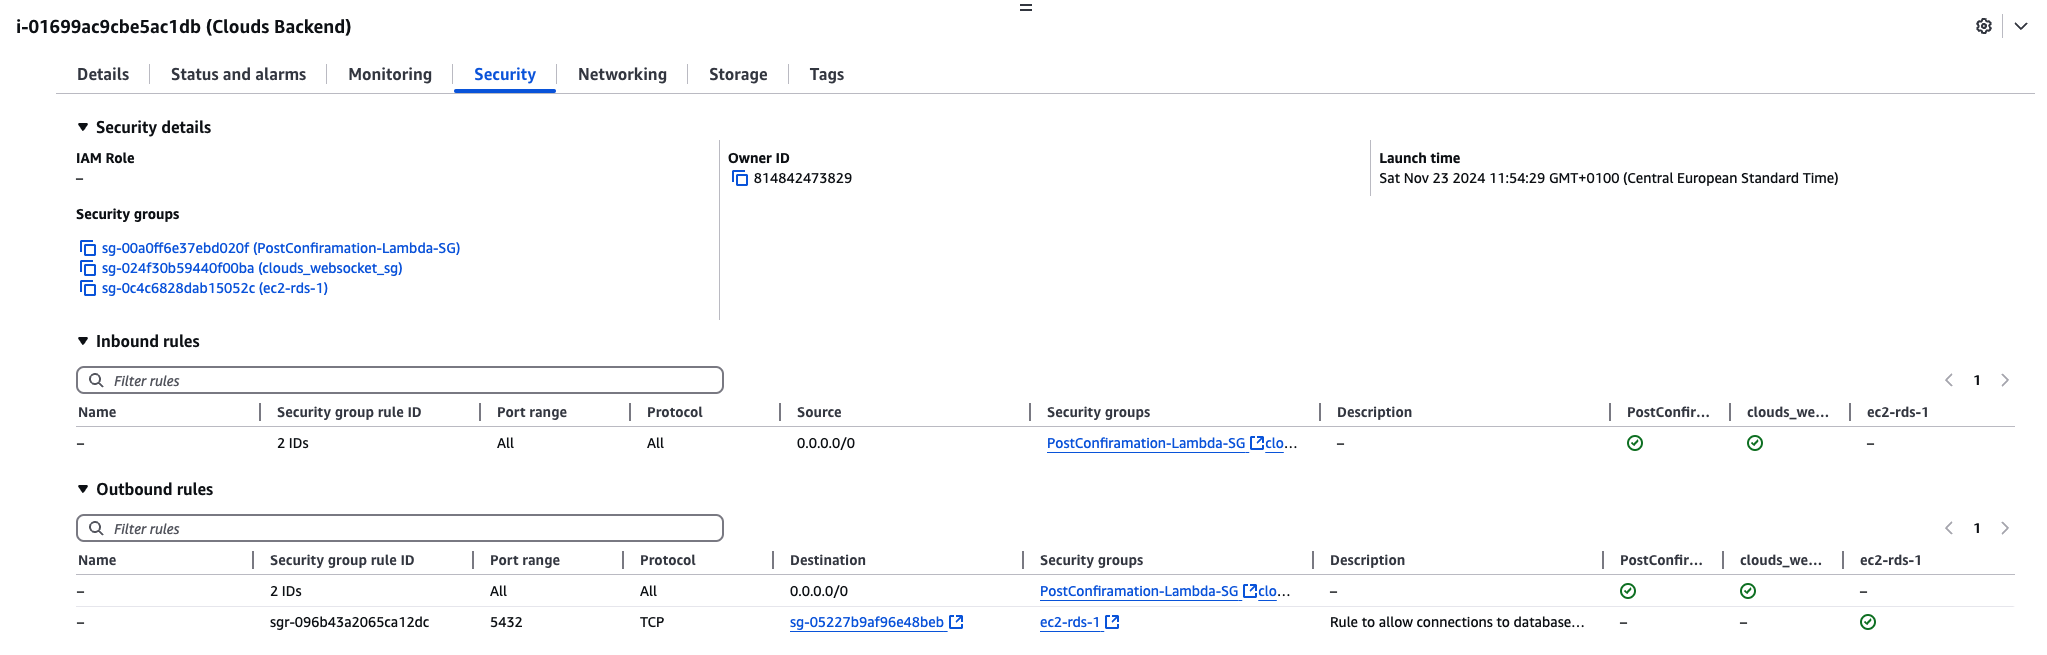 i-01699ac9cbe5ac1db (Clouds Backend)
Details Status and alarms Monitoring Security Networking Storage Tags
Security details
IAM Role
–
Owner ID
814842473829
Launch time
Sat Nov 23 2024 11:54:29 GMT+0100 (Central European Standard Time)
Security groups
sg-00a0ff6e37ebd020f (PostConfiramation-Lambda-SG)
sg-024f30b59440f00ba (clouds_websocket_sg)
sg-0c4c6828dab15052c (ec2-rds-1)
Inbound rules
Filter rules
1
Name Security group rule ID Port range Protocol Source Security groups Description PostConfir... clouds_we... ec2-rds-1
– 2 IDs All All 0.0.0.0/0 PostConfiramation-Lambda-SG clo... – –
Outbound rules
Filter rules
1
Name Security group rule ID Port range Protocol Destination Security groups Description PostConfir... clouds_we... ec2-rds-1
– 2 IDs All All 0.0.0.0/0 PostConfiramation-Lambda-SG clo... – –
– sgr-096b43a2065ca12dc 5432 TCP sg-05227b9af96e48beb ec2-rds-1 Rule to allow connections to database... – –